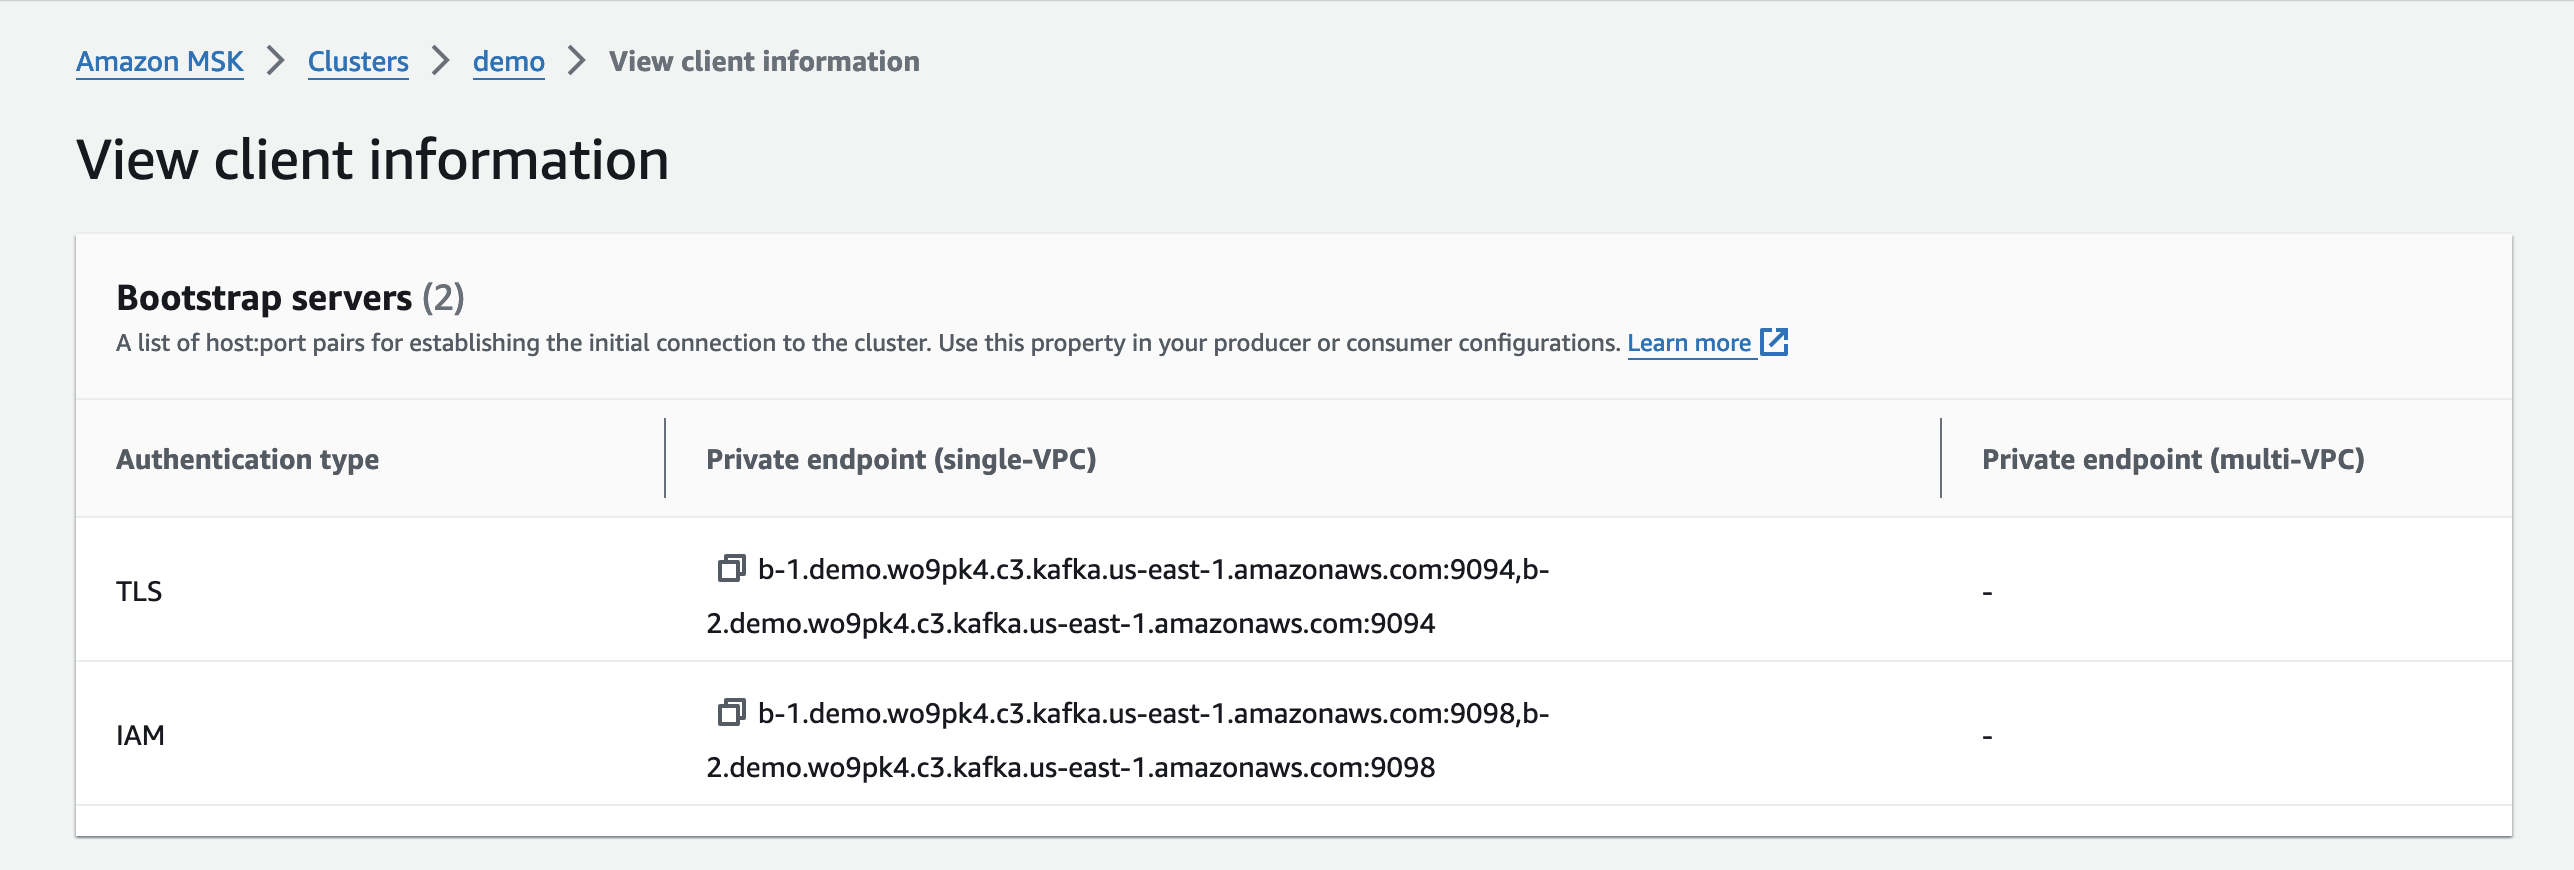 Amazon MSK > Clusters > demo > View client information
View client information
Bootstrap servers (2)
A list of host:port pairs for establishing the initial connection to the cluster. Use this property in your producer or consumer configurations. Learn more
Authentication type Private endpoint (single-VPC) Private endpoint (multi-VPC)
b-1.demo.wo9pk4.c3.kafka.us-east-1.amazonaws.com:9094,b-
TLS -
2.demo.wo9pk4.c3.kafka.us-east-1.amazonaws.com:9094
b-1.demo.wo9pk4.c3.kafka.us-east-1.amazonaws.com:9098,b-
IAM -
2.demo.wo9pk4.c3.kafka.us-east-1.amazonaws.com:9098